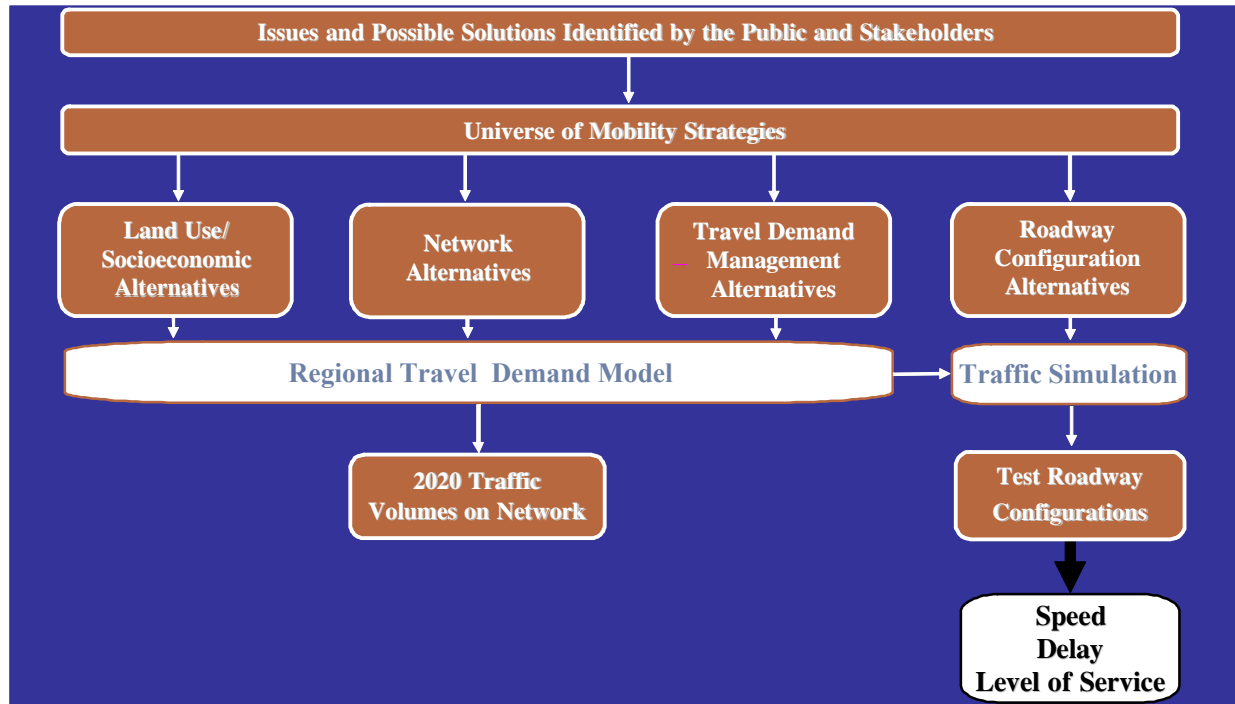 Issues and Possible Solutions Identified by the Public and Stakeholders
Universe of Mobility Strategies
Land Use/
Socioeconomic
Alternatives
Network
Alternatives
Travel Demand
Management
Alternatives
Roadway
Configuration
Alternatives
Regional Travel Demand Model
Traffic Simulation
2020 Traffic
Volumes on Network
Test Roadway
Configurations
Speed
Delay
Level of Service